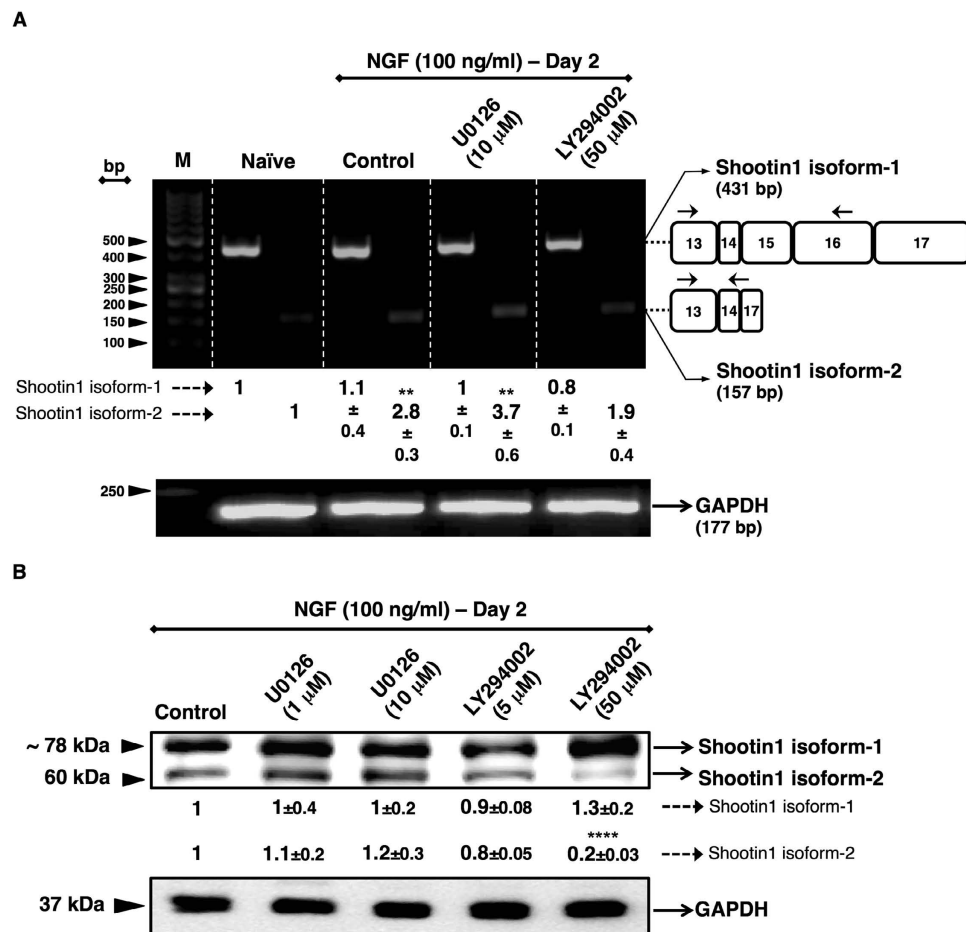 A
NGF (100 ng/ml) – Day 2
bp
M
Naïve
Control
U0126
(10 µM)
LY294002
(50 µM)
500
400
300
250
200
150
100
Shootin1 isoform-1
(431 bp)
13 14 15 16 17
13 14 17
Shootin1 isoform-2
(157 bp)
Shootin1 isoform-1 1 1.1 ** 1 ** 0.8
Shootin1 isoform-2 1 ± 2.8 ± 3.7 ± 1.9
0.4 ± 0.1 ± 0.1 ±
0.3 0.6 0.4
250
GAPDH
(177 bp)
B
NGF (100 ng/ml) – Day 2
Control
U0126
(1 µM)
U0126
(10 µM)
LY294002
(5 µM)
LY294002
(50 µM)
~ 78 kDa
60 kDa
Shootin1 isoform-1
Shootin1 isoform-2
1 1±0.4 1±0.2 0.9±0.08 1.3±0.2 Shootin1 isoform-1
****
1 1.1±0.2 1.2±0.3 0.8±0.05 0.2±0.03 Shootin1 isoform-2
37 kDa
GAPDH